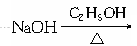 C₂H₅OH
NaOH ⟶
△